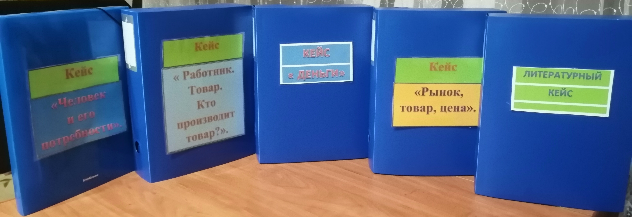 Кейс
«Человек
и его
потребности».
Кейс
« Работник.
Товар.
Кто
производит
товар?».
КЕЙС
« ДЕНЬГИ»
Кейс
«Рынок,
товар, цена».
ЛИТЕРАТУРНЫЙ
КЕЙС